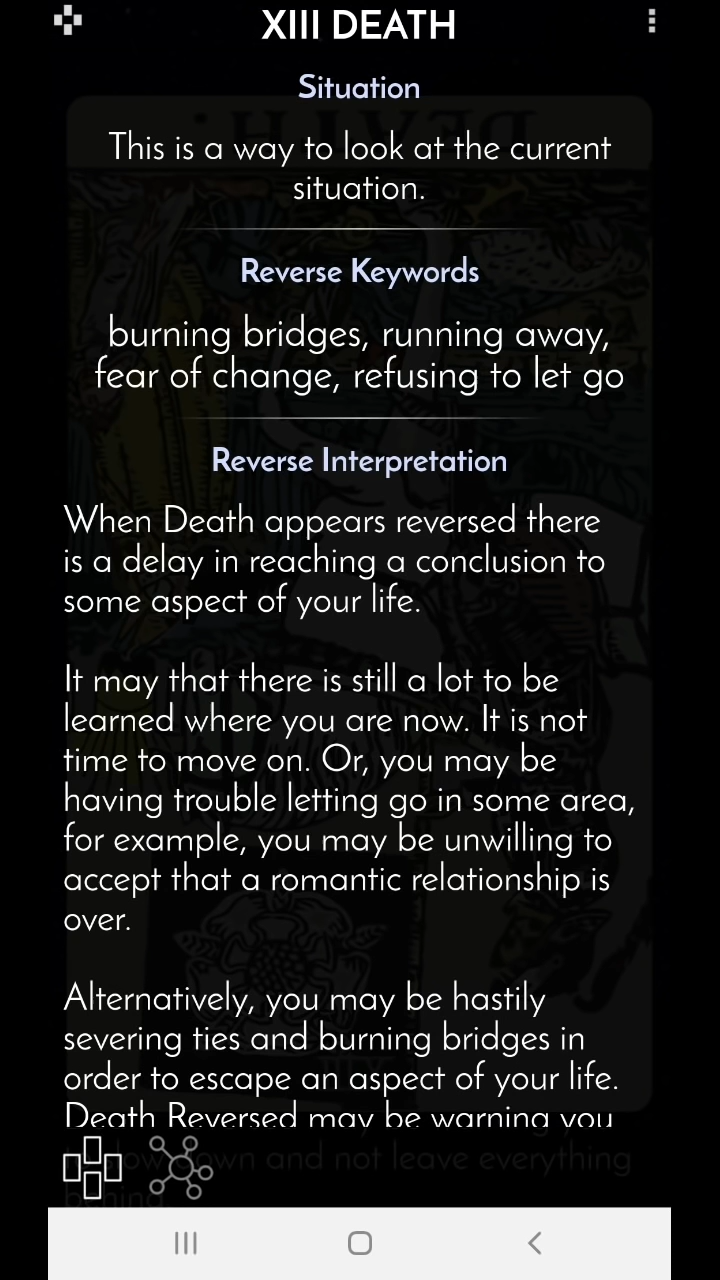 XIII DEATH
Situation
This is a way to look at the current
situation.
Reverse Keywords
burning bridges, running away,
fear of change, refusing to let go
Reverse Interpretation
When Death appears reversed there
is a delay in reaching a conclusion to
some aspect of your life.
It may that there is still a lot to be
learned where you are now. It is not
time to move on. Or, you may be
having trouble letting go in some area,
for example, you may be unwilling to
accept that a romantic relationship is
over.
Alternatively, you may be hastily
severing ties and burning bridges in
order to escape an aspect of your life.
Death Reversed may be warning you
down and not leave everything
behind.
DEATH